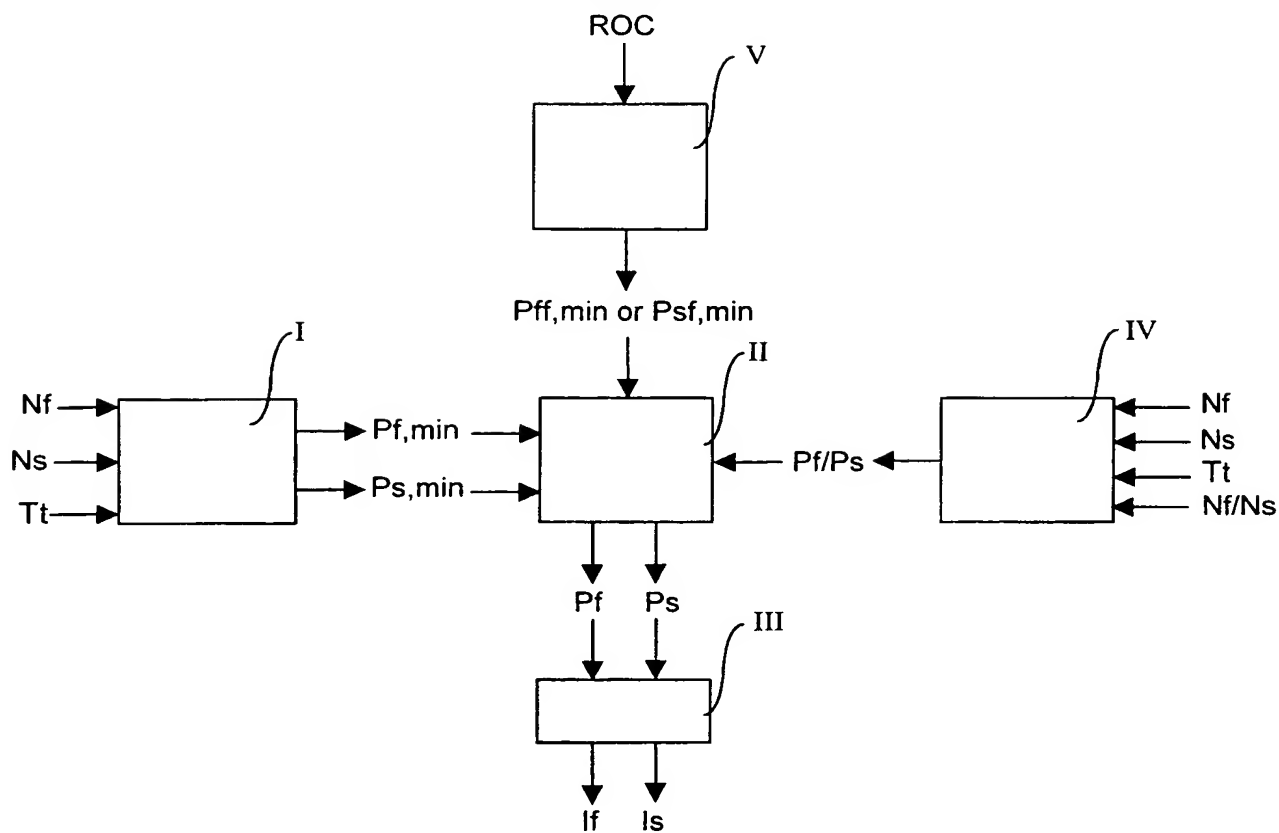 ROC
V
Pff,min or Psf,min
I
II
IV
Nf
Ns
Tt
Pf,min
Ps,min
Pf/Ps
Nf
Ns
Tt
Nf/Ns
Pf
Ps
III
If
Is